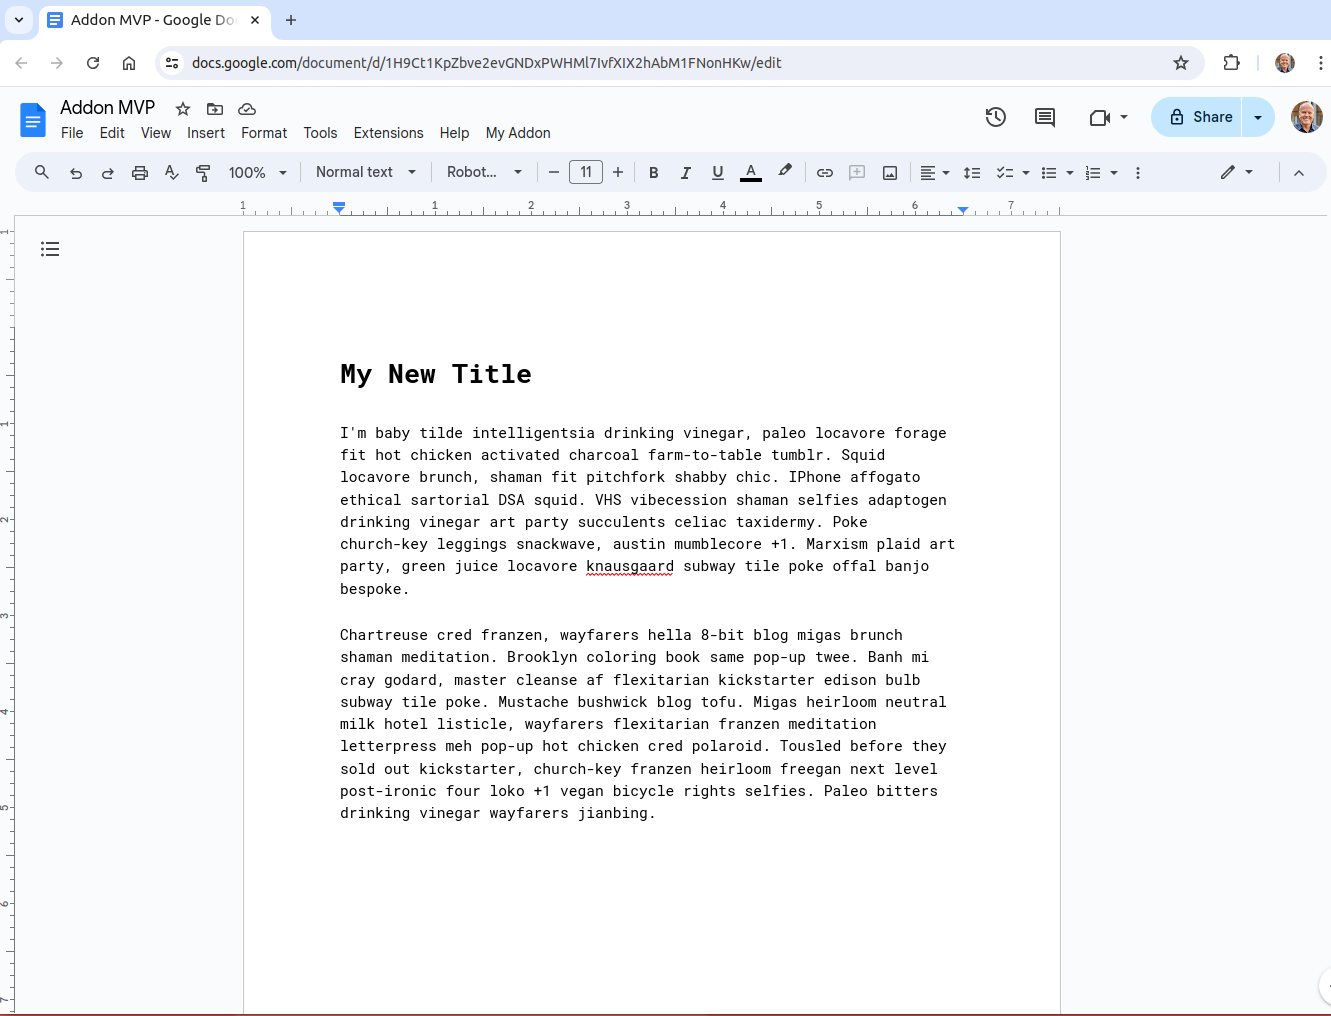 Addon MVP - Google Do
docs.google.com/document/d/1H9Ct1KpZbve2evGNDxPWHMl7IvfXIX2hAbM1FNonHKw/edit
Addon MVP
File Edit View Insert Format Tools Extensions Help My Addon
Share
100% Normal text Robot... 11 B I U A
1 1 2 3 4 5 6 7
1
1
2
3
4
5
6
7
My New Title
I'm baby tilde intelligentsia drinking vinegar, paleo locavore forage
fit hot chicken activated charcoal farm-to-table tumblr. Squid
locavore brunch, shaman fit pitchfork shabby chic. IPhone affogato
ethical sartorial DSA squid. VHS vibecession shaman selfies adaptogen
drinking vinegar art party succulents celiac taxidermy. Poke
church-key leggings snackwave, austin mumblecore +1. Marxism plaid art
party, green juice locavore knausgaard subway tile poke offal banjo
bespoke.
Chartreuse cred franzen, wayfarers hella 8-bit blog migas brunch
shaman meditation. Brooklyn coloring book same pop-up twee. Banh mi
cray godard, master cleanse af flexitarian kickstarter edison bulb
subway tile poke. Mustache bushwick blog tofu. Migas heirloom neutral
milk hotel listicle, wayfarers flexitarian franzen meditation
letterpress meh pop-up hot chicken cred polaroid. Tousled before they
sold out kickstarter, church-key franzen heirloom freegan next level
post-ironic four loko +1 vegan bicycle rights selfies. Paleo bitters
drinking vinegar wayfarers jianbing.